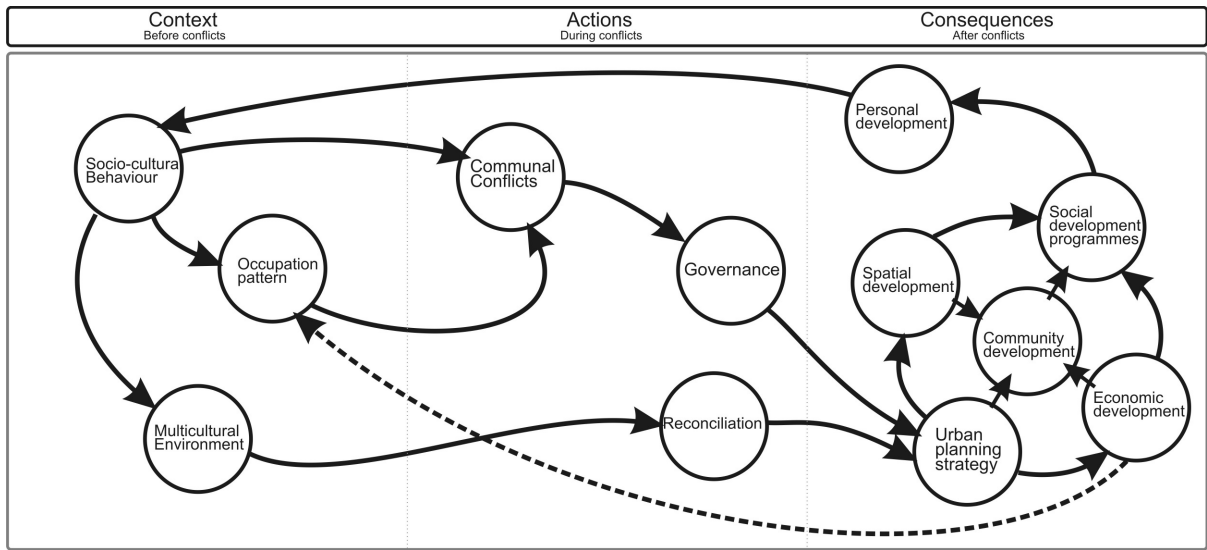 Context
Before conflicts
Actions
During conflicts
Consequences
After conflicts
Socio-cultura
Behaviour
Occupation
pattern
Multicultural
Environment
Communal
Conflicts
Governance
Reconciliation
Personal
development
Social
development
programmes
Spatial
development
Community
development
Economic
development
Urban
planning
strategy